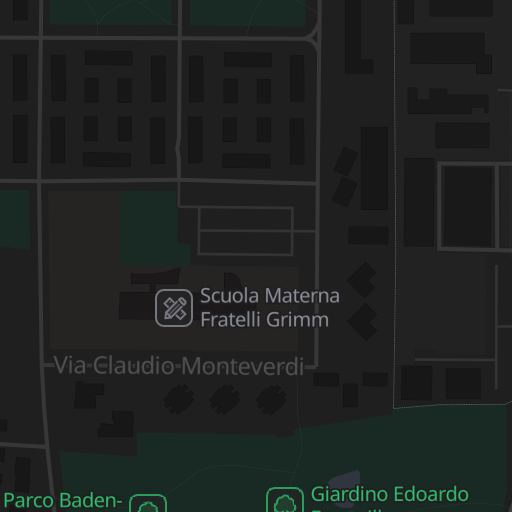 Scuola Materna
Fratelli Grimm
Via Claudio Monteverdi
Parco Baden-
Giardino Edoardo